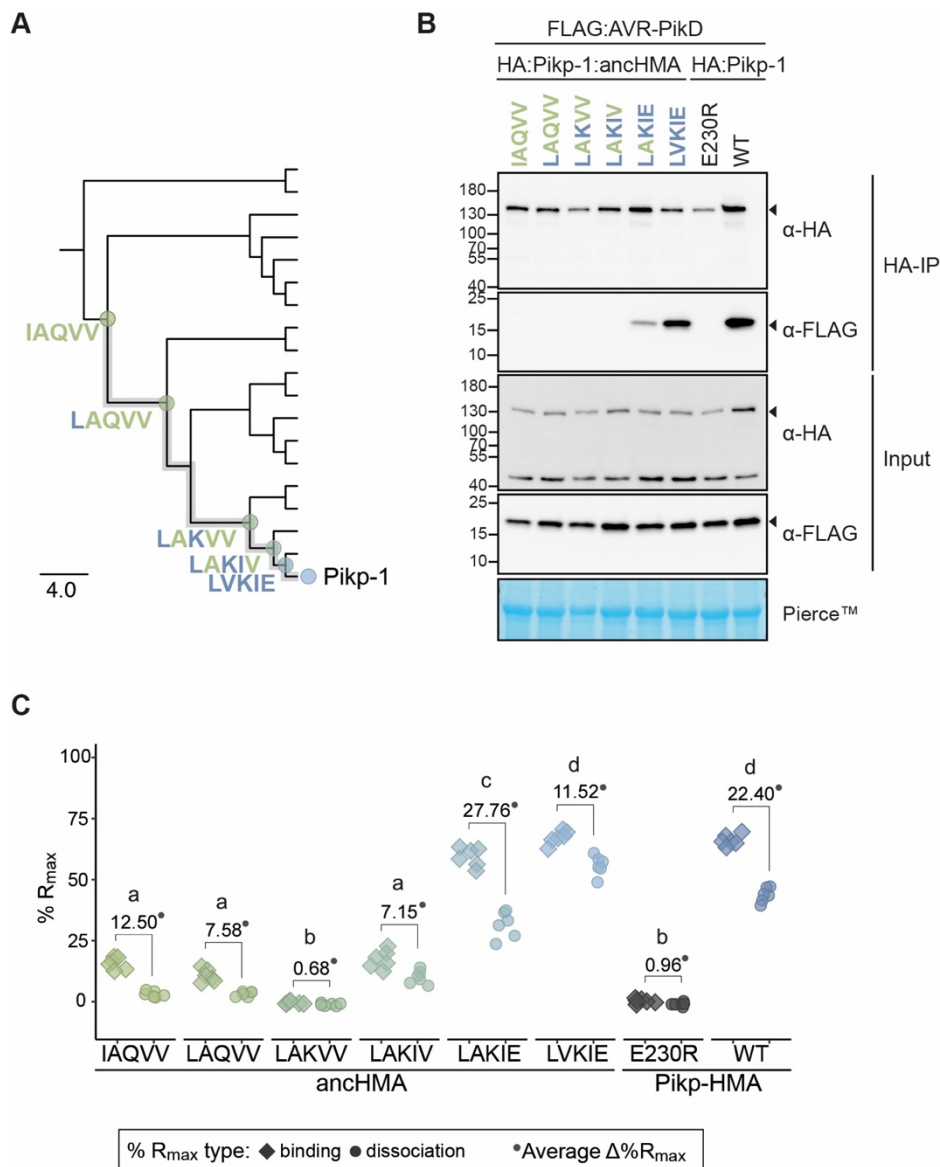 A
IAQVV
LAQVV
LAKVV
LAKIV
LVKIE
Pikp-1
4.0
B
FLAG:AVR-PikD
HA:Pikp-1:ancHMA HA:Pikp-1
IAQVV LAQVV LAKVV LAKIV LAKIE LVKIE E230R WT
180
130
100
70
55
40
α-HA
25
15
10
α-FLAG
HA-IP
180
130
100
70
55
40
α-HA
25
15
10
α-FLAG
Input
Pierce™
C
% Rmax
100
75
50
25
0
a
12.50
a
7.58
b
0.68
a
7.15
c
27.76
d
11.52
b
0.96
d
22.40
IAQVV LAQVV LAKVV LAKIV LAKIE LVKIE E230R WT
ancHMA Pikp-HMA
% Rmax type: binding dissociation Average Δ%Rmax